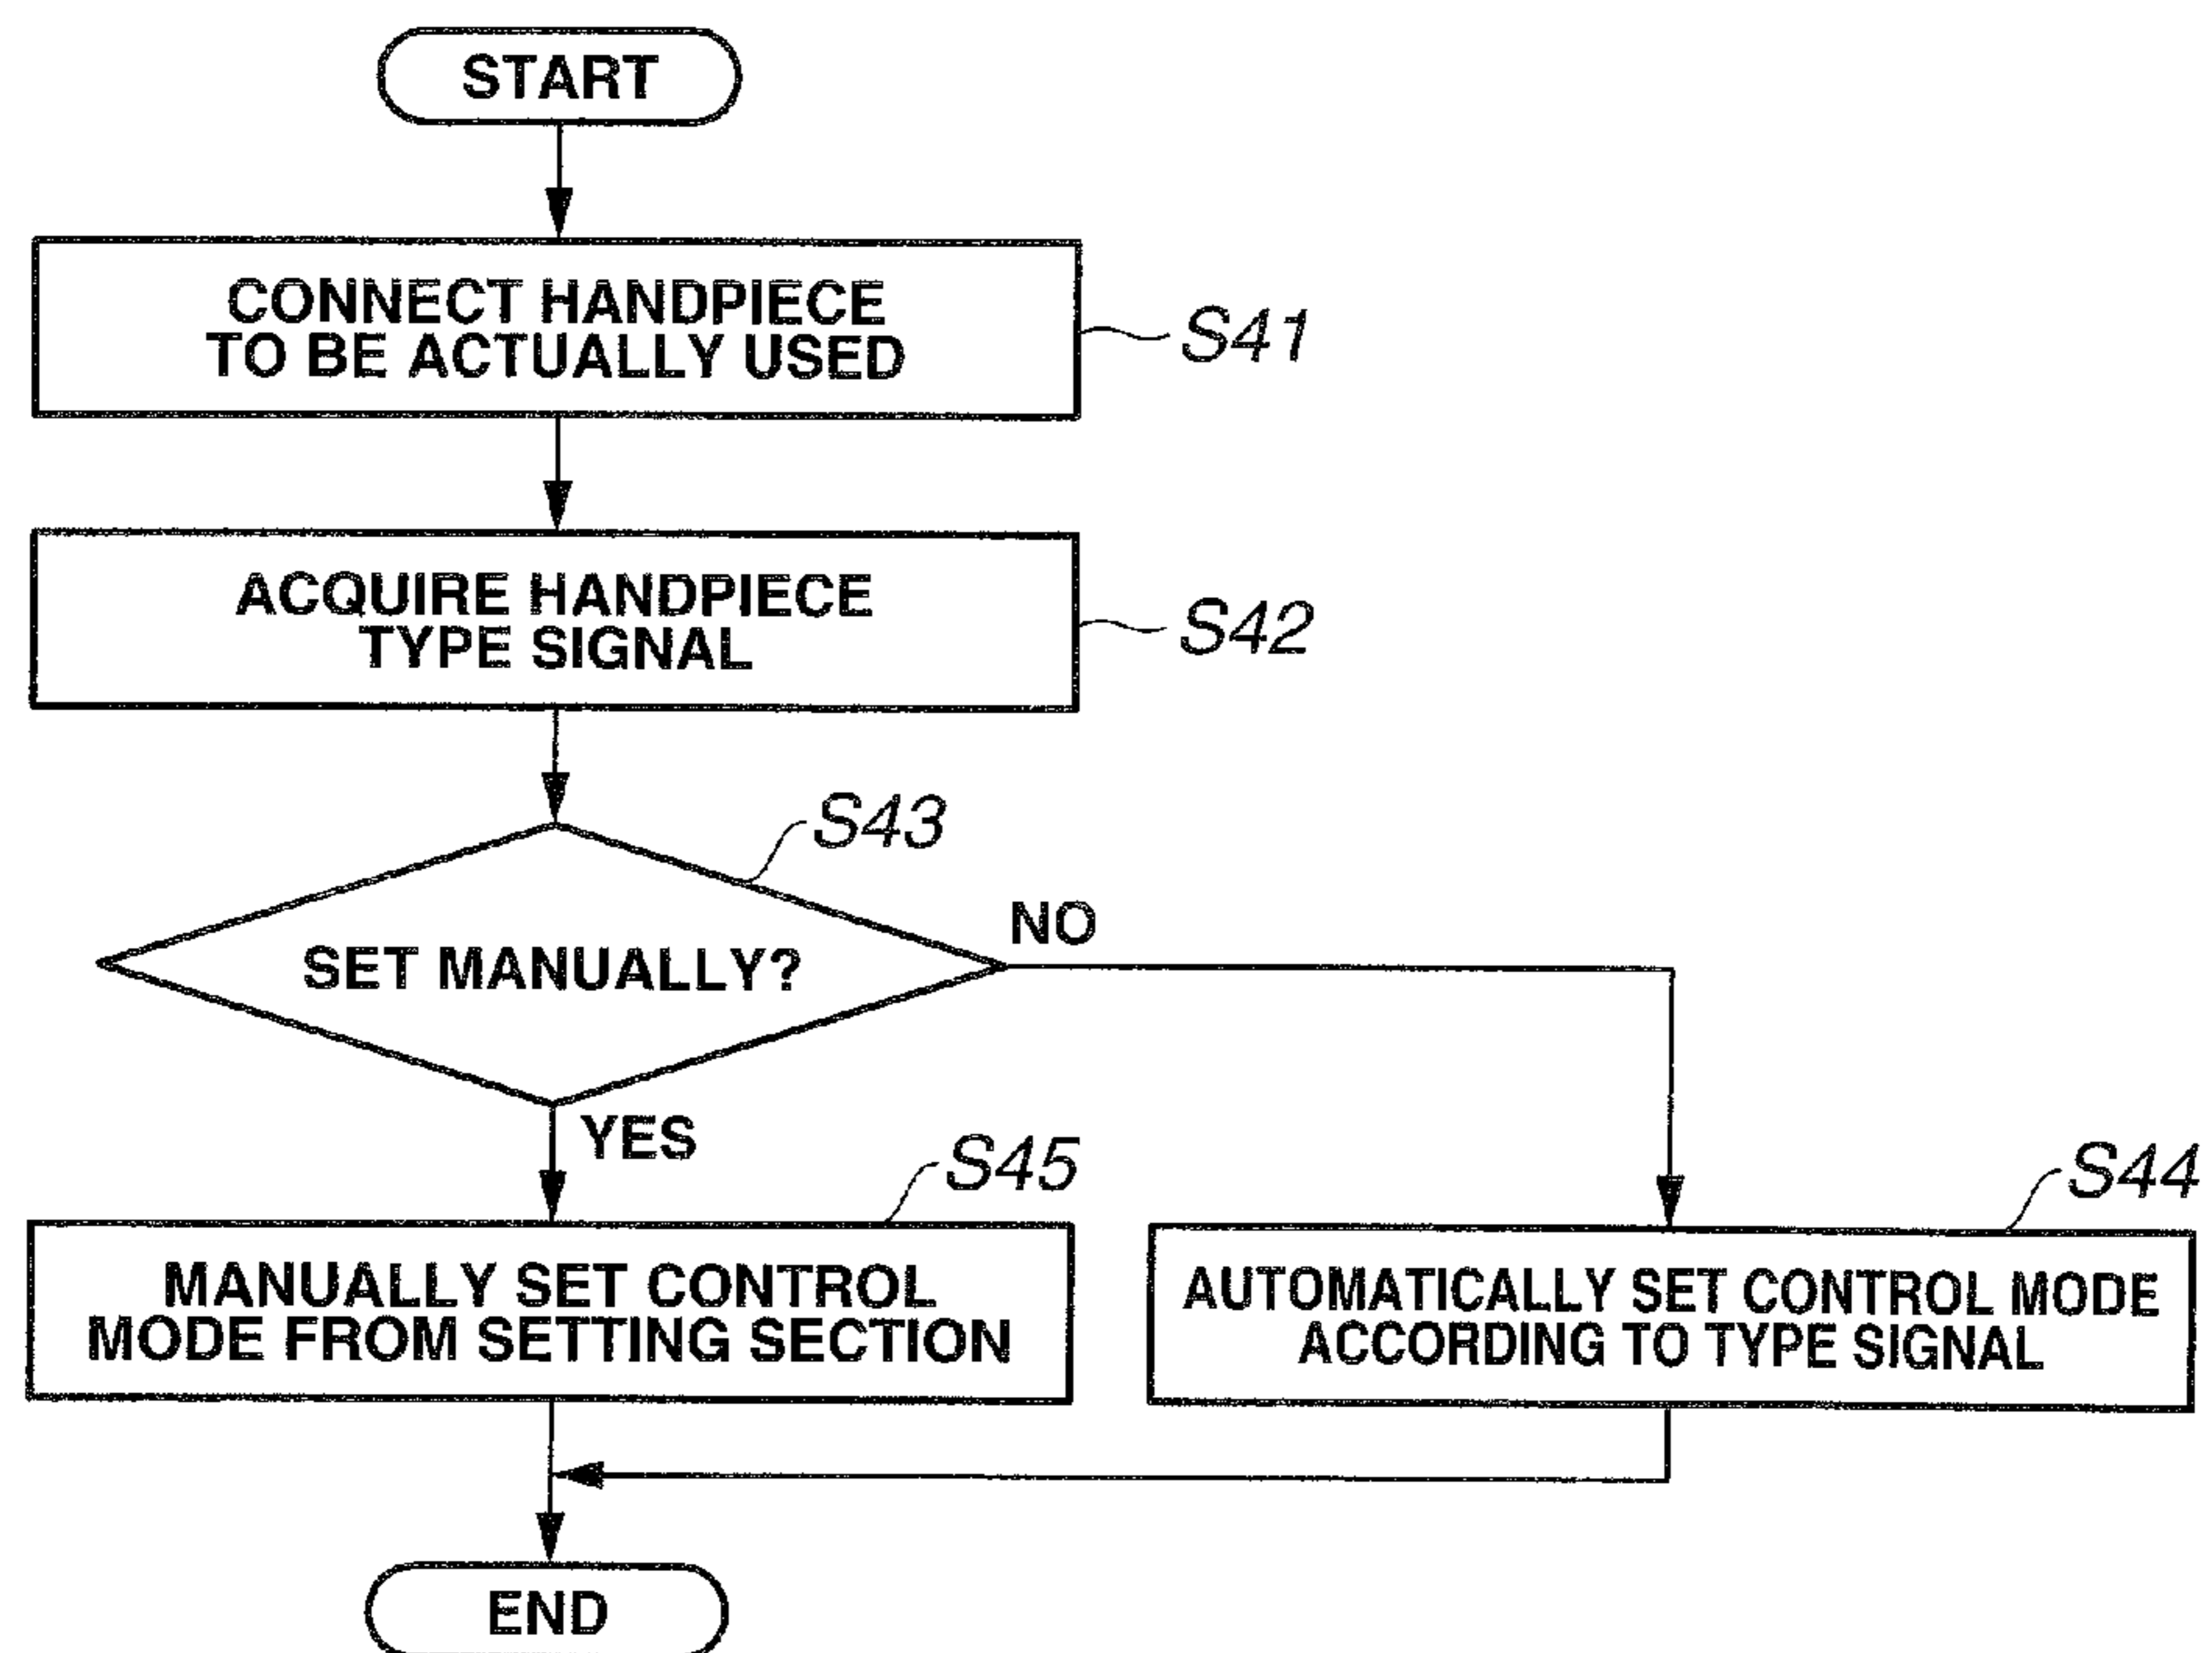 START
CONNECT HANDPIECE
TO BE ACTUALLY USED
S41
ACQUIRE HANDPIECE
TYPE SIGNAL
S42
S43
SET MANUALLY?
NO
YES
S45
MANUALLY SET CONTROL
MODE FROM SETTING SECTION
S44
AUTOMATICALLY SET CONTROL MODE
ACCORDING TO TYPE SIGNAL
END